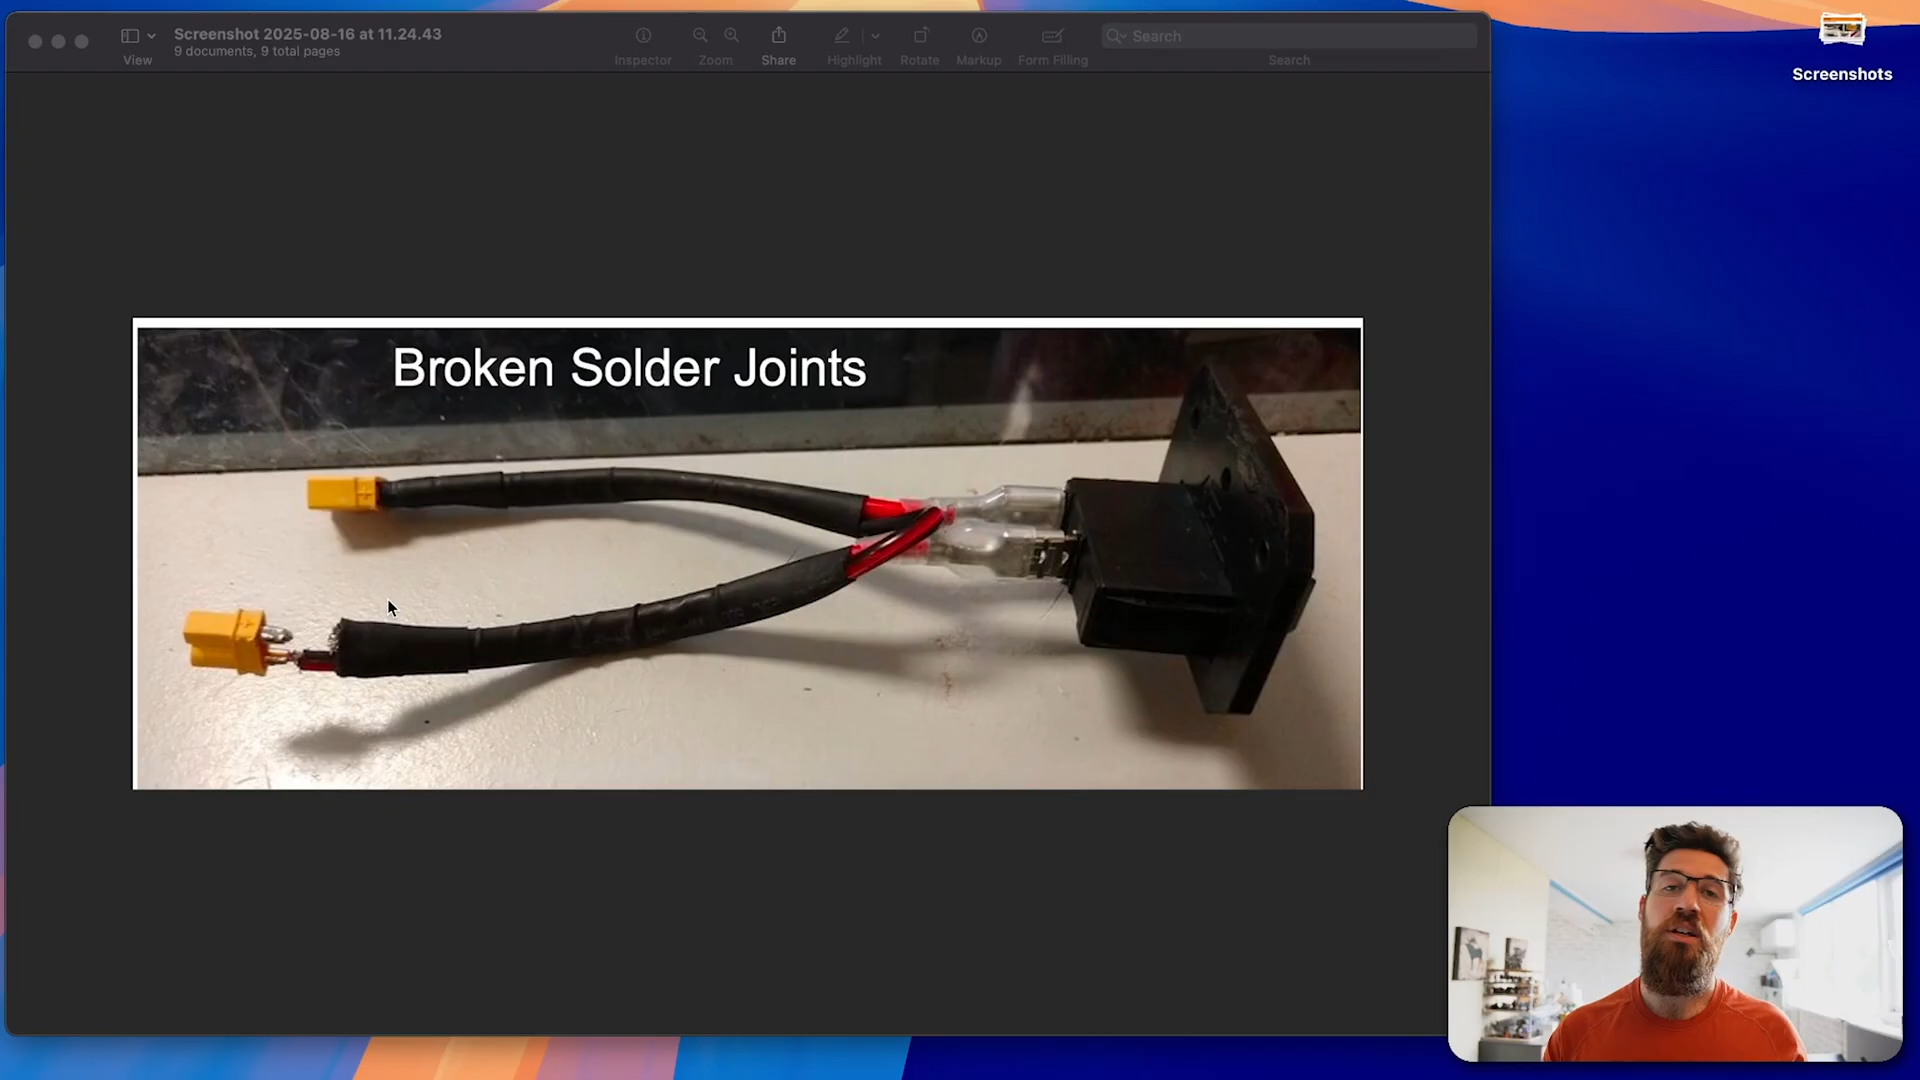 Screenshot 2025-08-16 at 11.24.43
9 documents, 9 total pages
View
Inspector
Zoom
Share
Highlight
Rotate
Markup
Form Filling
Search
Search
Screenshots
Broken Solder Joints